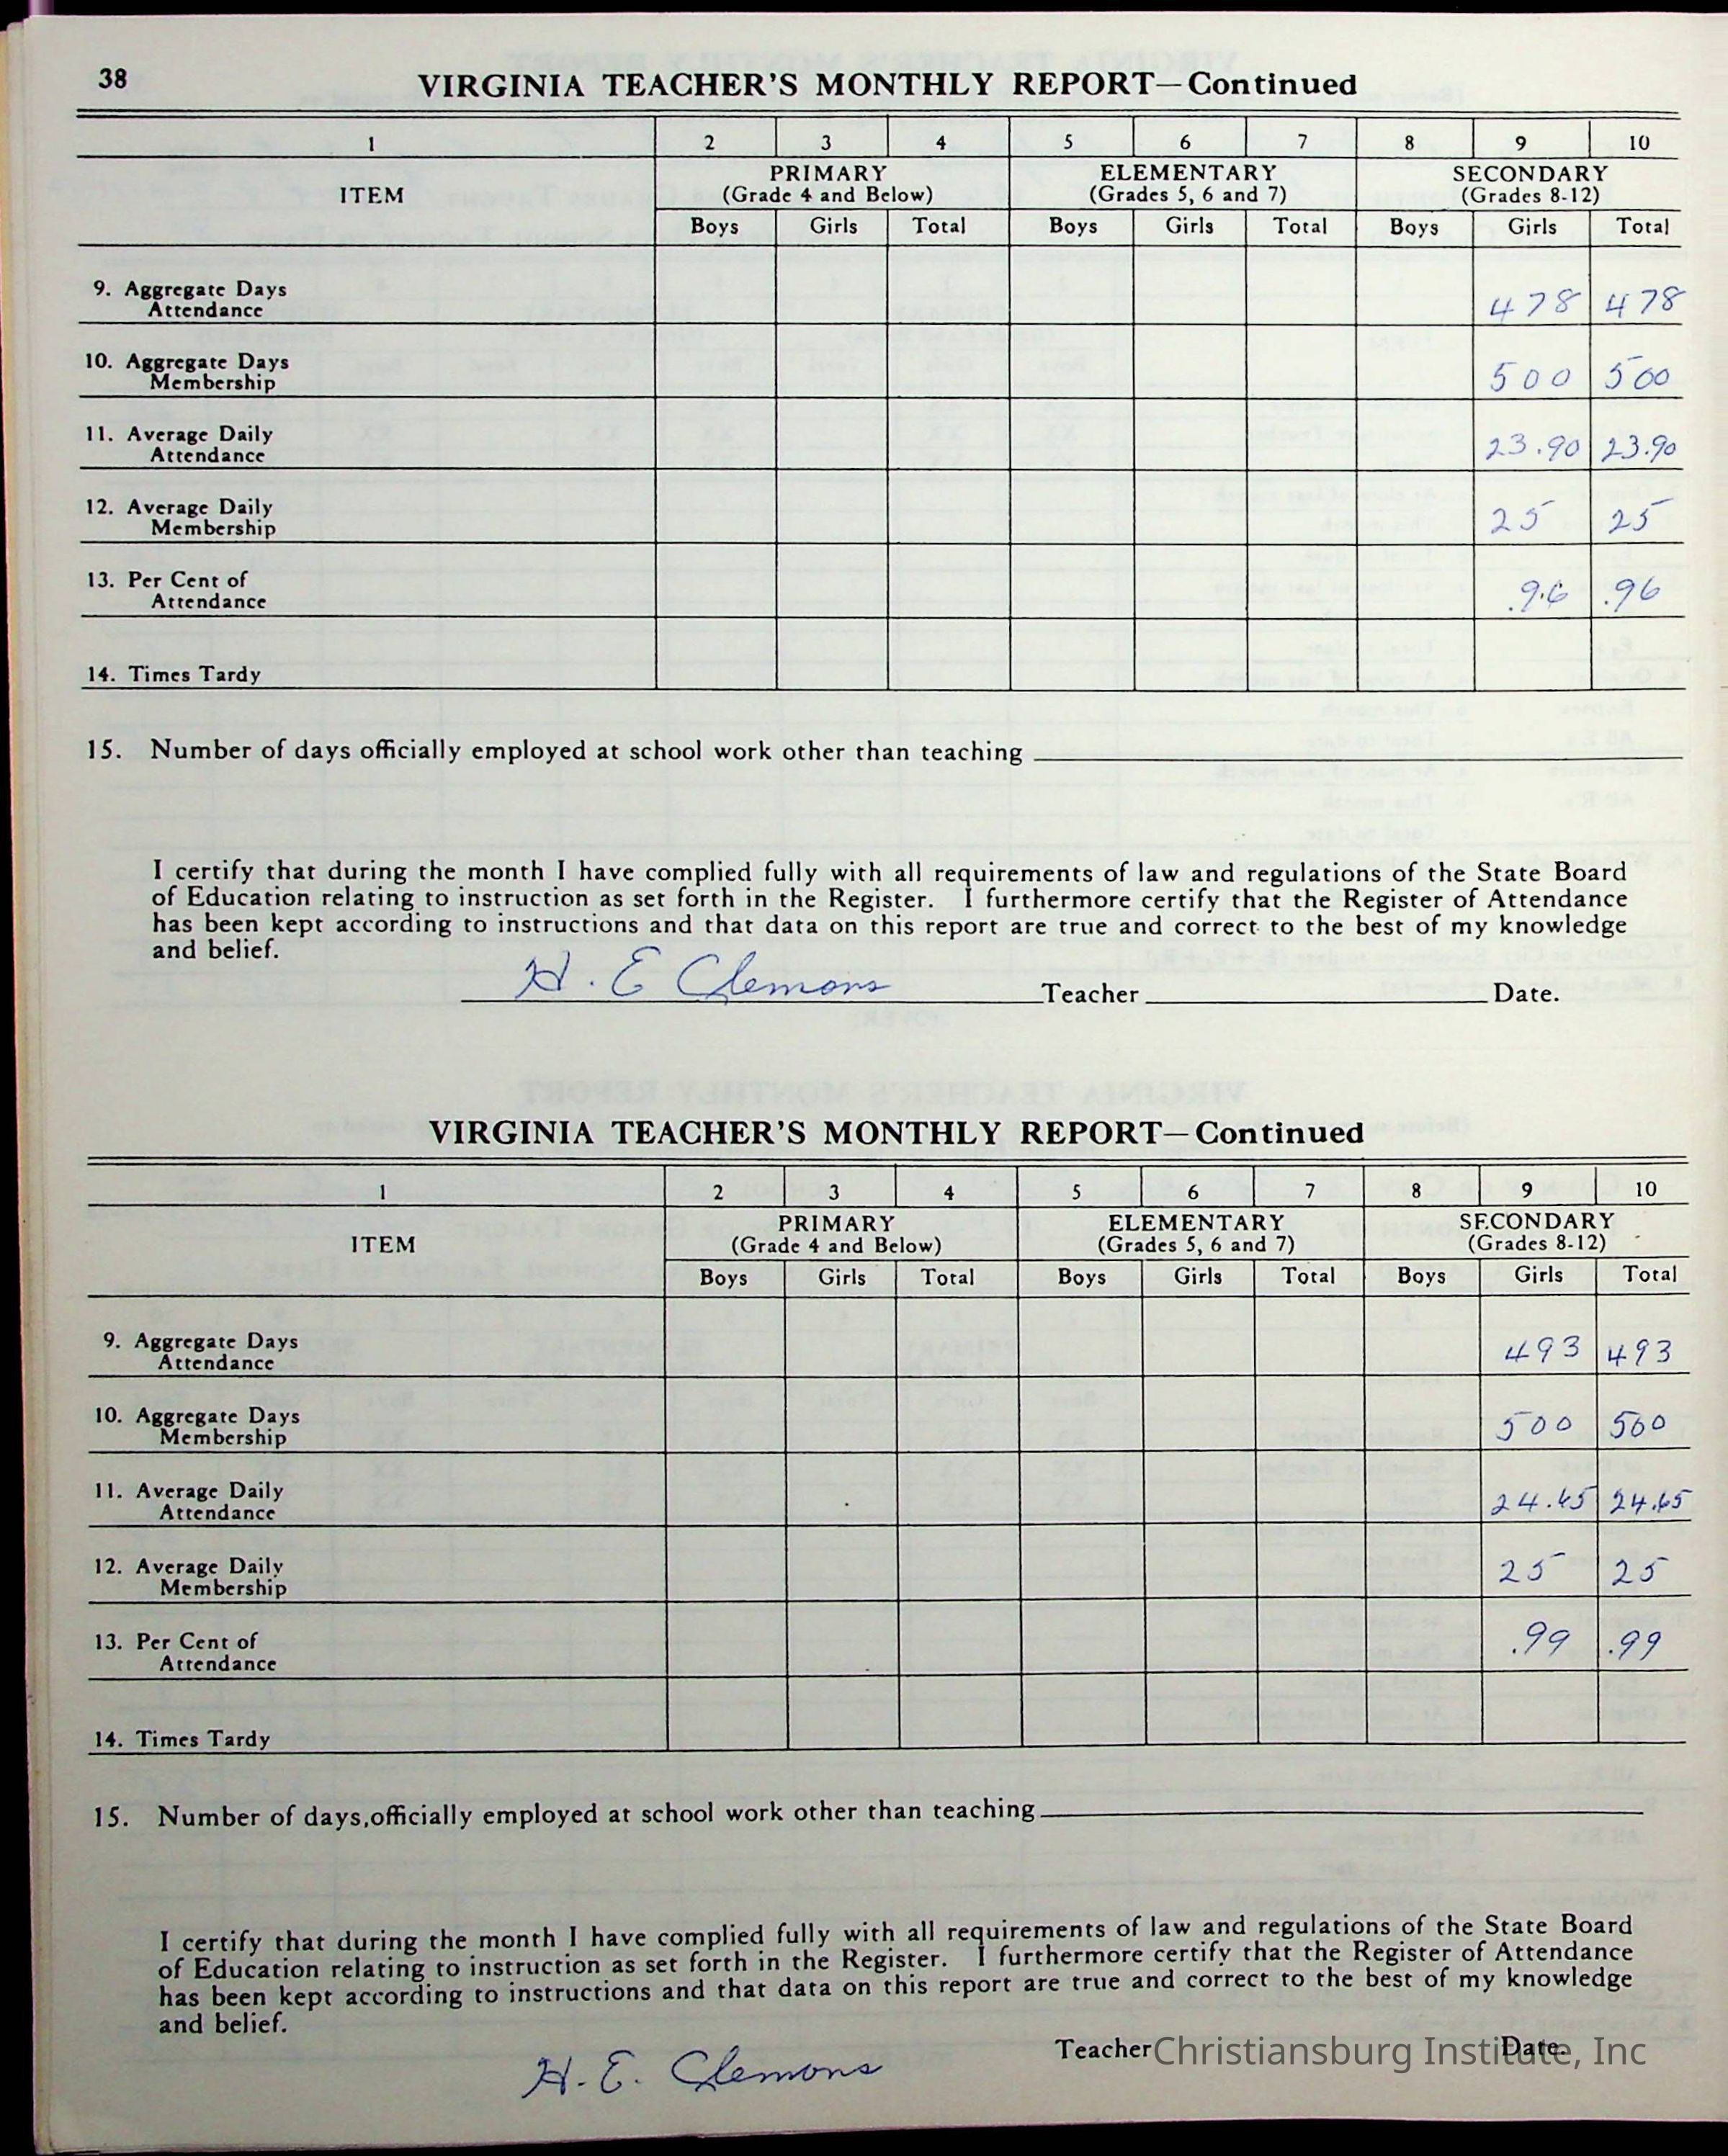 38
VIRGINIA TEACHER'S MONTHLY REPORT—Continued
1 2 3 4 5 6 7 8 9 10
ITEM PRIMARY (Grade 4 and Below) ELEMENTARY (Grades 5, 6 and 7) SECONDARY (Grades 8-12)
Boys Girls Total Boys Girls Total Boys Girls Total
9. Aggregate Days
Attendance 478 478
10. Aggregate Days
Membership 500 500
11. Average Daily
Attendance 23.90 23.90
12. Average Daily
Membership 25 25
13. Per Cent of
Attendance .96 .96
14. Times Tardy
15. Number of days officially employed at school work other than teaching
I certify that during the month I have complied fully with all requirements of law and regulations of the State Board
of Education relating to instruction as set forth in the Register. I furthermore certify that the Register of Attendance
has been kept according to instructions and that data on this report are true and correct to the best of my knowledge
and belief.
H. E Clemons Teacher Date.
VIRGINIA TEACHER'S MONTHLY REPORT—Continued
1 2 3 4 5 6 7 8 9 10
ITEM PRIMARY (Grade 4 and Below) ELEMENTARY (Grades 5, 6 and 7) SECONDARY (Grades 8-12)
Boys Girls Total Boys Girls Total Boys Girls Total
9. Aggregate Days
Attendance 493 493
10. Aggregate Days
Membership 500 500
11. Average Daily
Attendance 24.65 24.65
12. Average Daily
Membership 25 25
13. Per Cent of
Attendance .99 .99
14. Times Tardy
15. Number of days, officially employed at school work other than teaching
I certify that during the month I have complied fully with all requirements of law and regulations of the State Board
of Education relating to instruction as set forth in the Register. I furthermore certify that the Register of Attendance
has been kept according to instructions and that data on this report are true and correct to the best of my knowledge
and belief.
H. E. Clemons Teacher Date.
Christiansburg Institute, Inc